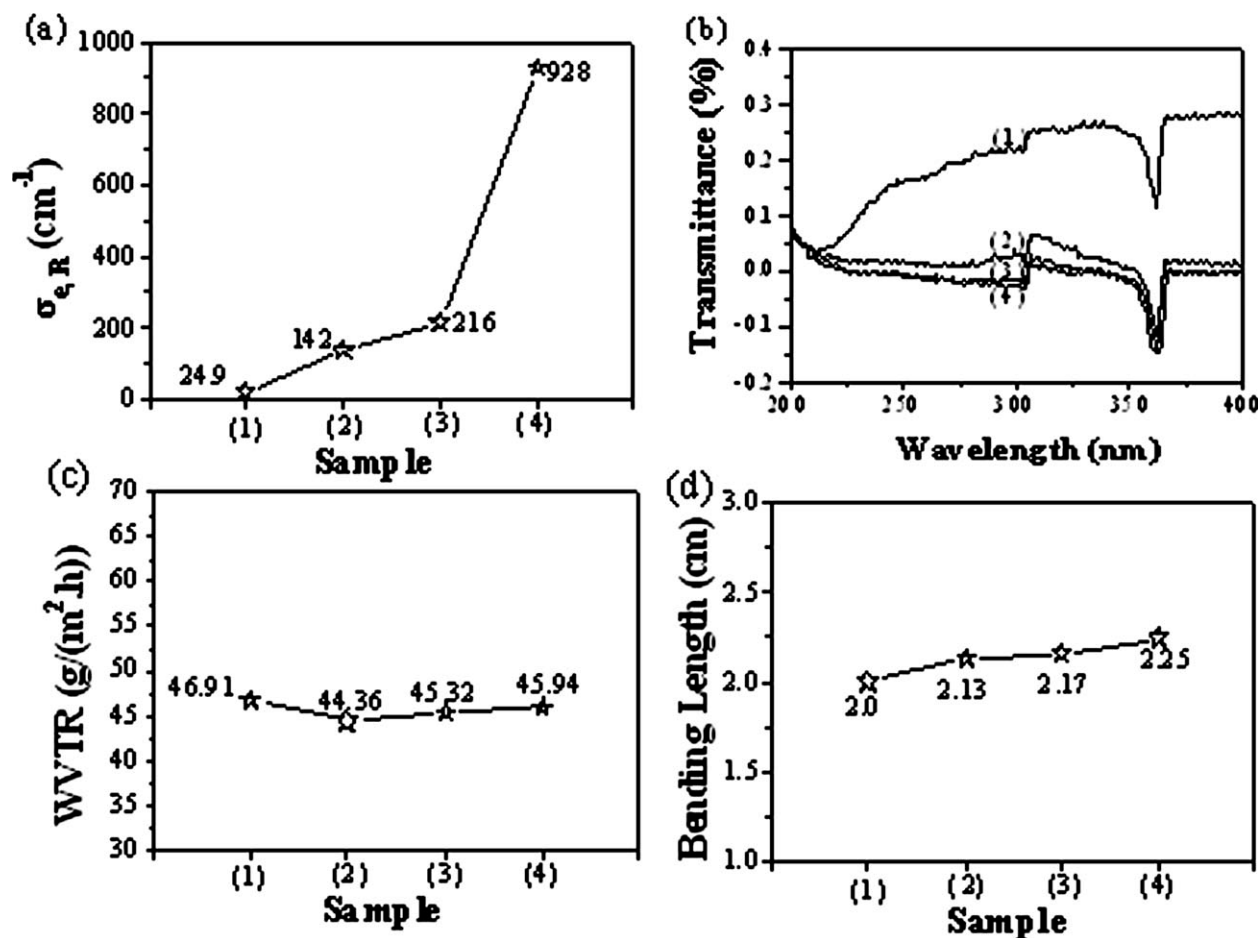 (a)
1000
800
600
400
200
0
σe,R (cm-1)
24.9
142
216
928
(1) (2) (3) (4)
Sample
(b)
0.4
0.3
0.2
0.1
0.0
-0.1
-0.2
Transmittance (%)
(1)
(2)
(3)
(4)
200 250 300 350 400
Wavelength (nm)
(c)
70
65
60
55
50
45
40
35
30
WVTR (g/(m2.h))
46.91 44.36 45.32 45.94
(1) (2) (3) (4)
Sample
(d)
3.0
2.5
2.0
1.5
1.0
Bending Length (cm)
2.0 2.13 2.17 2.25
(1) (2) (3) (4)
Sample